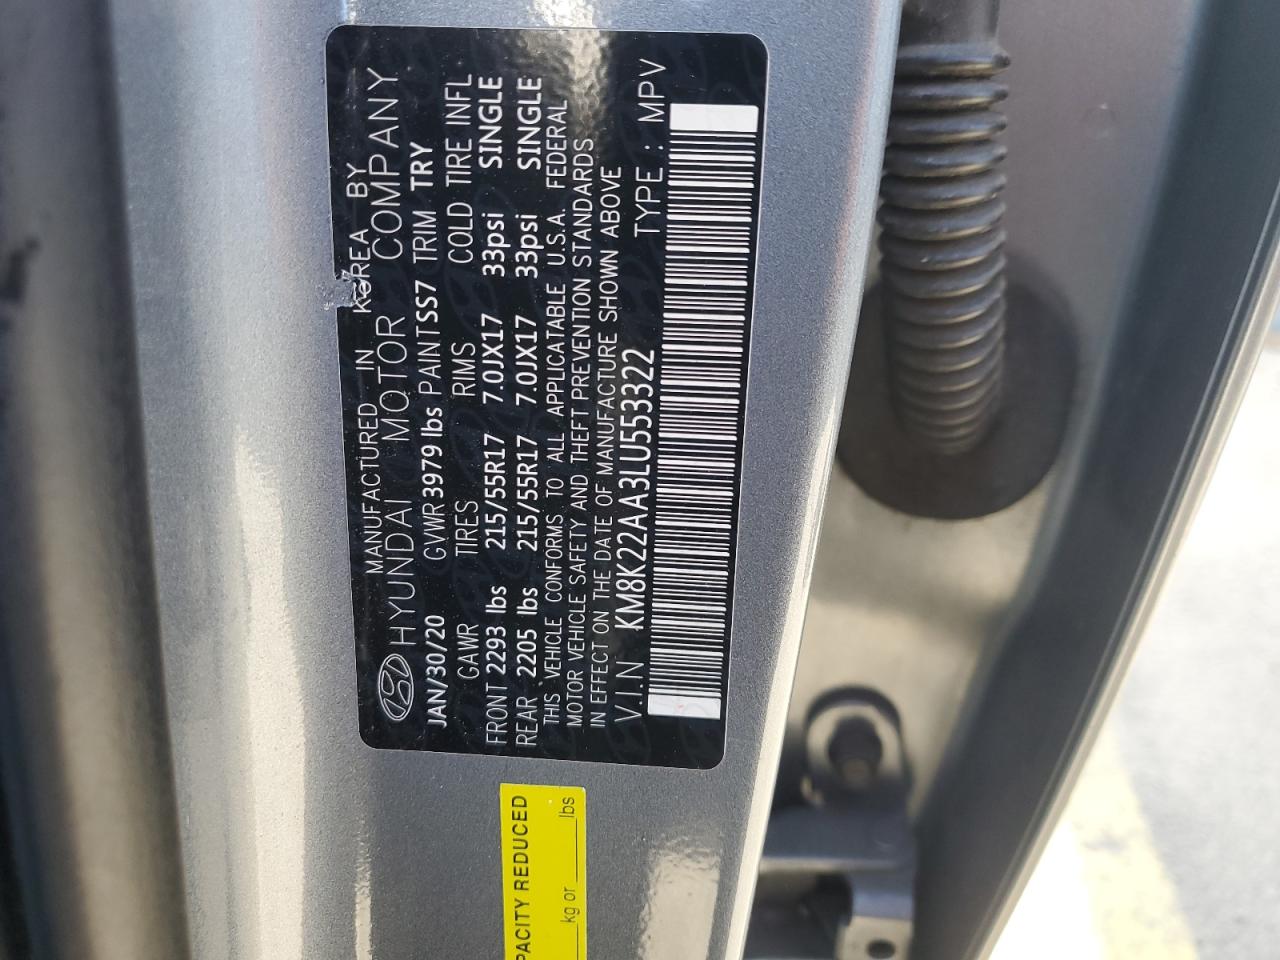 MANUFACTURED IN KOREA BY
HYUNDAI MOTOR COMPANY
JAN/30/20 GVWR 3979 lbs PAINT SS7 TRIM TRY
GAWR TIRES RIMS COLD TIRE INFL
FRONT 2293 lbs 215/55R17 7.0JX17 33psi SINGLE
REAR 2205 lbs 215/55R17 7.0JX17 33psi SINGLE
THIS VEHICLE CONFORMS TO ALL APPLICATABLE U.S.A. FEDERAL
MOTOR VEHICLE SAFETY AND THEFT PREVENTION STANDARDS
IN EFFECT ON THE DATE OF MANUFACTURE SHOWN ABOVE
V.I.N KM8K22AA3LU553322 TYPE : MPV
REDUCED
kg or lbs